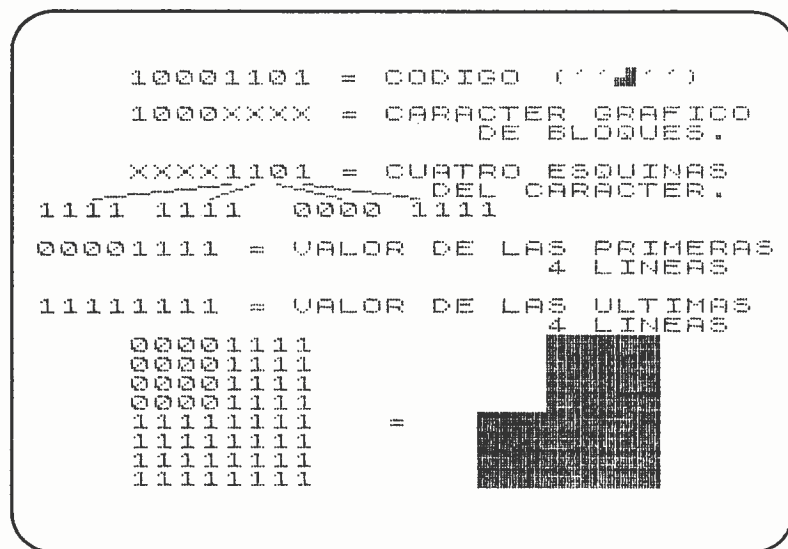 10001101 = CODIGO (''▟'')
1000XXXX = CARACTER GRAFICO
DE BLOQUES.
XXXX1101 = CUATRO ESQUINAS
DEL CARACTER.
1111 1111 0000 1111
00001111 = VALOR DE LAS PRIMERAS
4 LINEAS
11111111 = VALOR DE LAS ULTIMAS
4 LINEAS
00001111
00001111
00001111
00001111
11111111 =
11111111
11111111
11111111